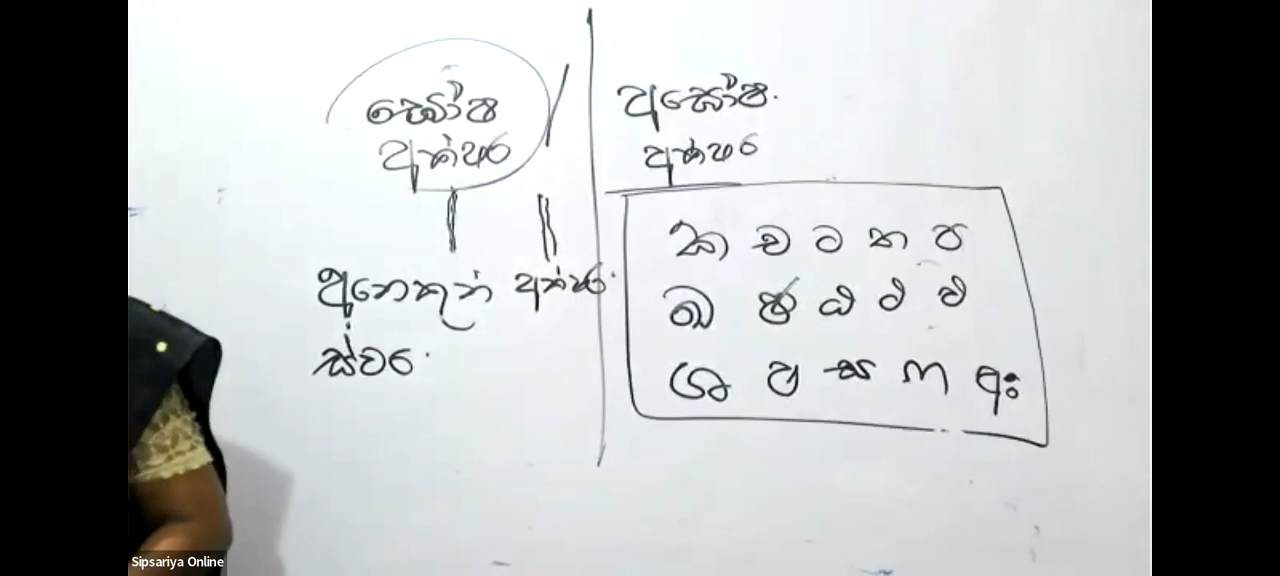 ඝෝෂ
අක්ෂර
අනෙකුත් අක්ෂර
ස්වර
අඝෝෂ
අක්ෂර
ක ච ට ත ප
ඛ ඡ ඨ ථ ඵ
ශ ෂ ස ෆ අඃ
Sipsariya Online